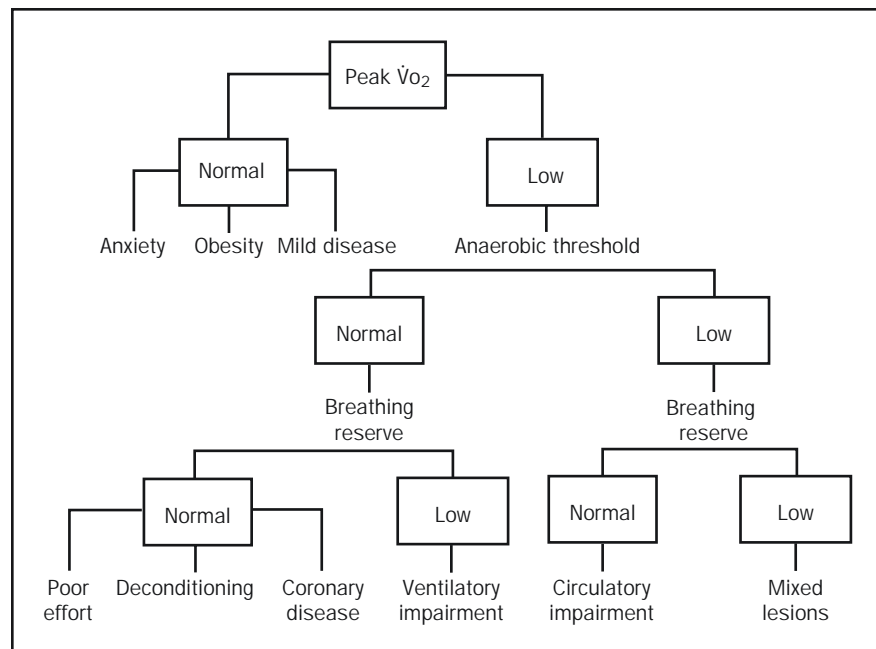 Peak V̇o₂
Normal
Low
Anxiety Obesity Mild disease
Anaerobic threshold
Normal
Low
Breathing
reserve
Breathing
reserve
Normal
Low
Normal
Low
Poor
effort
Deconditioning
Coronary
disease
Ventilatory
impairment
Circulatory
impairment
Mixed
lesions